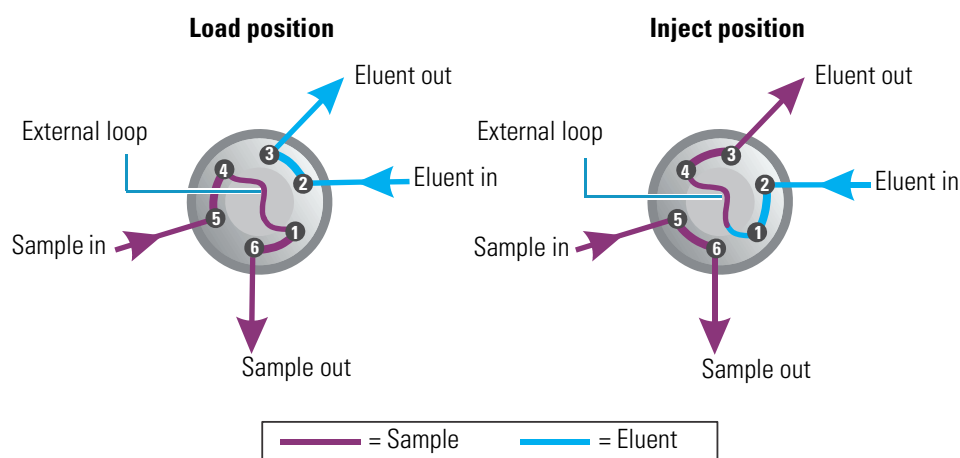 Load position
Eluent out
External loop
3
4
2
Eluent in
5
1
Sample in
6
Sample out
Inject position
Eluent out
External loop
3
4
2
Eluent in
5
1
Sample in
6
Sample out
= Sample
= Eluent